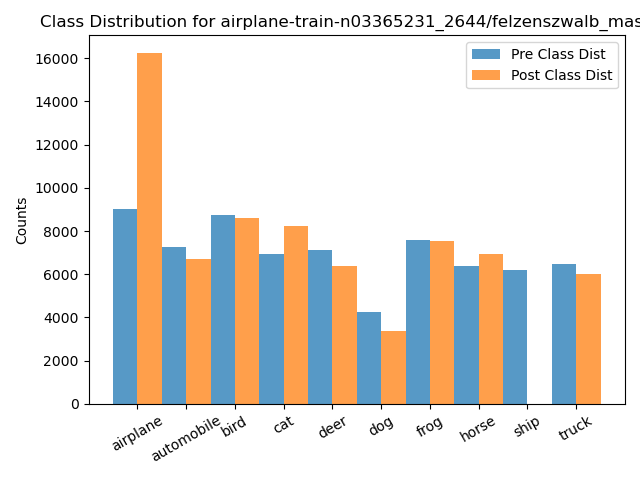 Class Distribution for airplane-train-n03365231_2644/felzenszwalb_mas
Pre Class Dist
Post Class Dist
Counts
16000
14000
12000
10000
8000
6000
4000
2000
0
airplane
automobile
bird
cat
deer
dog
frog
horse
ship
truck